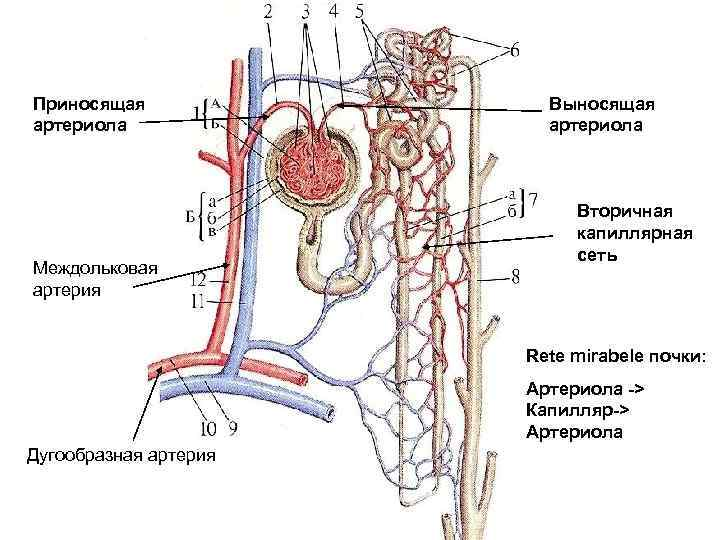 2 3 4 5
6
Приносящая
артериола
1 А
Б
Выносящая
артериола
Б а
б
в
а 7
б
Вторичная
капиллярная
сеть
Междольковая
артерия
12
11
8
Rete mirabele почки:
Артериола ->
Капилляр->
Артериола
10 9
Дугообразная артерия